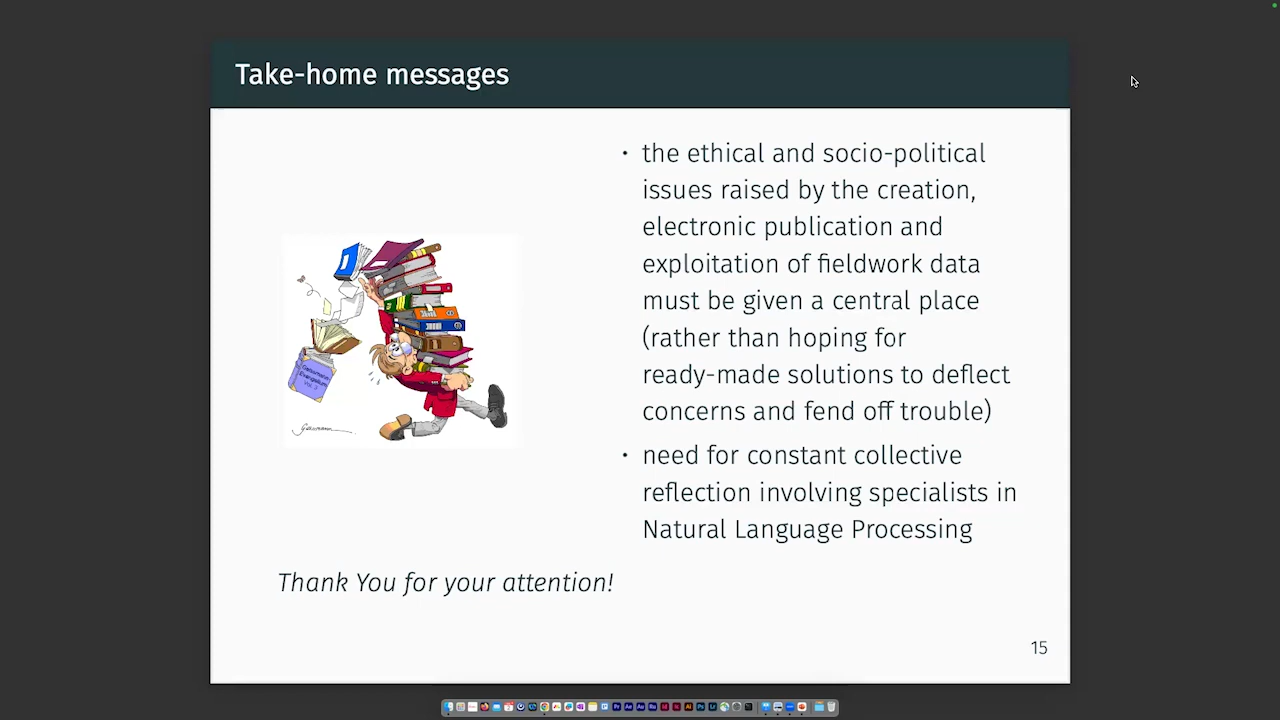 Take-home messages
• the ethical and socio-political
issues raised by the creation,
electronic publication and
exploitation of fieldwork data
must be given a central place
(rather than hoping for
ready-made solutions to deflect
concerns and fend off trouble)
• need for constant collective
reflection involving specialists in
Natural Language Processing
Thank You for your attention!
15